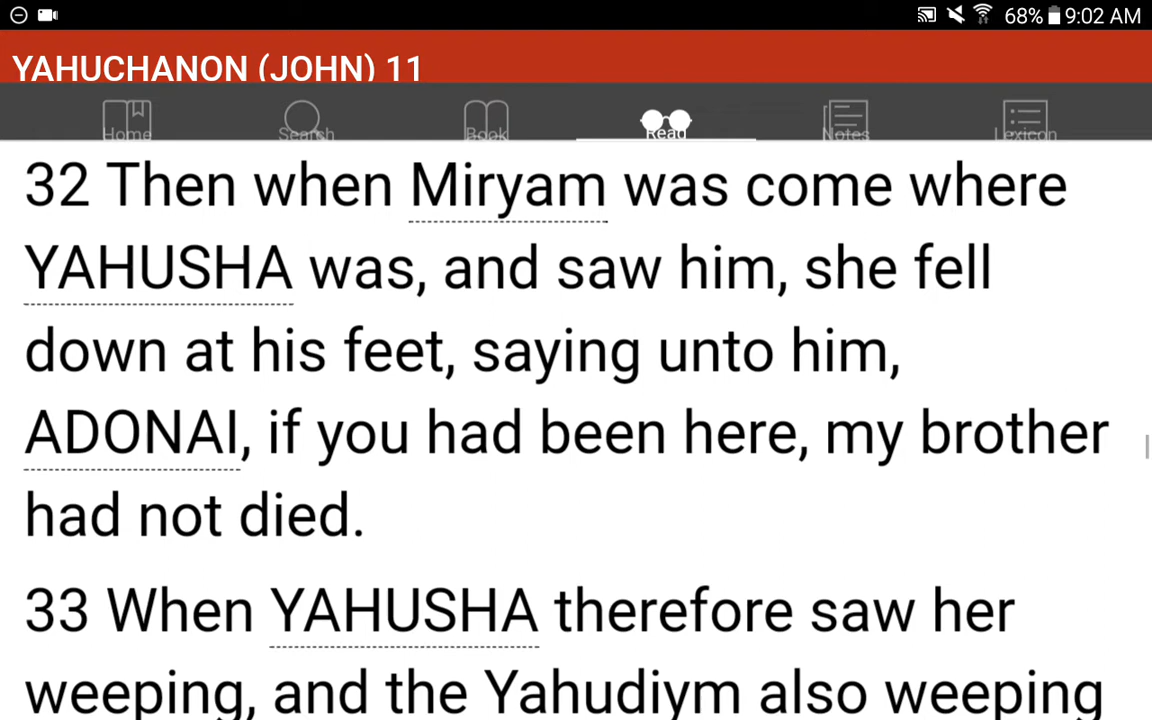 68% 9:02 AM
YAHUCHANON (JOHN) 11
Home Search Book Read Notes Lexicon
32 Then when Miryam was come where
YAHUSHA was, and saw him, she fell
down at his feet, saying unto him,
ADONAI, if you had been here, my brother
had not died.
33 When YAHUSHA therefore saw her
weeping, and the Yahudiym also weeping